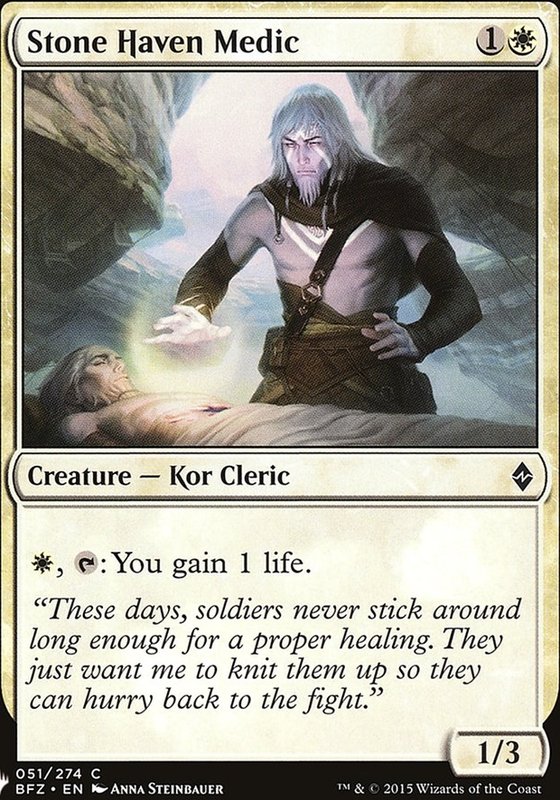 Stone Haven Medic 1
Creature — Kor Cleric
, : You gain 1 life.
“These days, soldiers never stick around
long enough for a proper healing. They
just want me to knit them up so they
can hurry back to the fight.”
1/3
051/274 C
BFZ • EN Anna Steinbauer
™ & © 2015 Wizards of the Coast